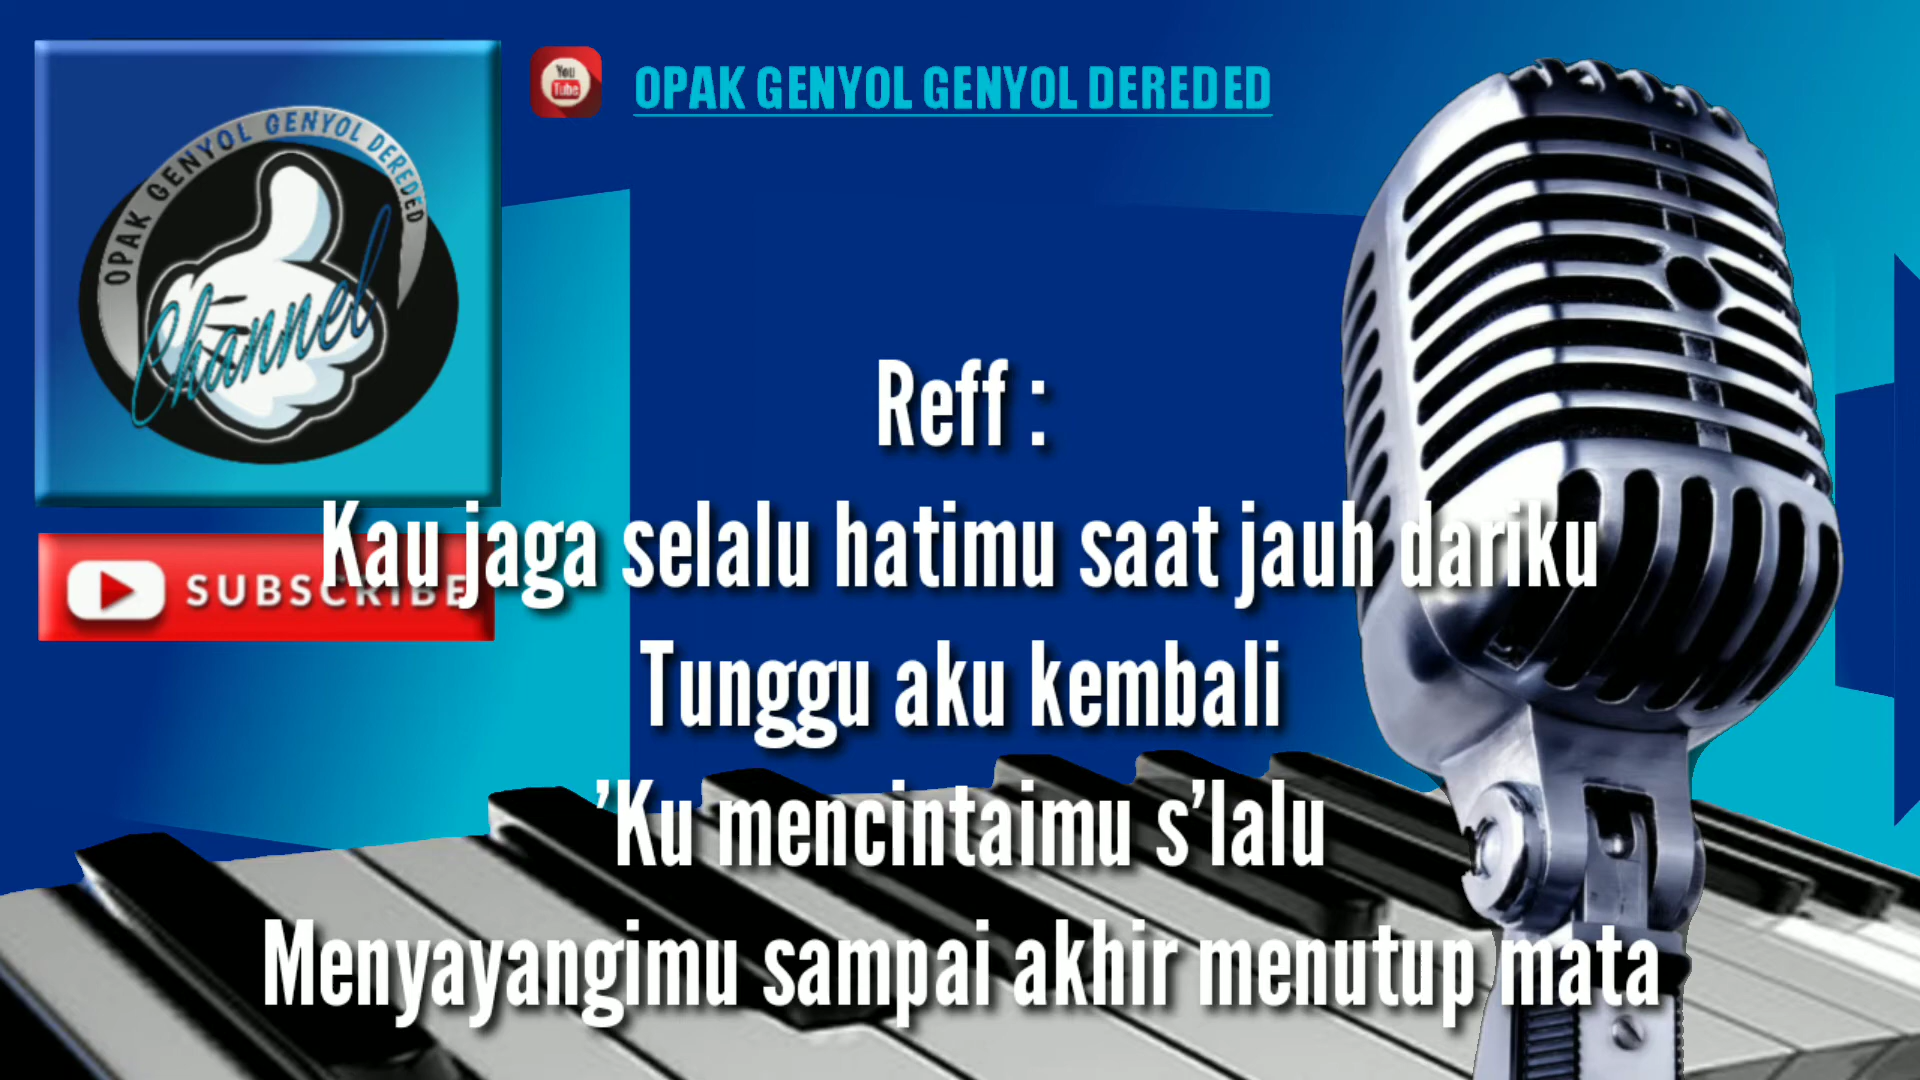 OPAK GENYOL GENYOL DEREDED
Channel
You
Tube
OPAK GENYOL GENYOL DEREDED
SUBSCRIBE
Reff :
Kau jaga selalu hatimu saat jauh dariku
Tunggu aku kembali
’Ku mencintaimu s’lalu
Menyayangimu sampai akhir menutup mata